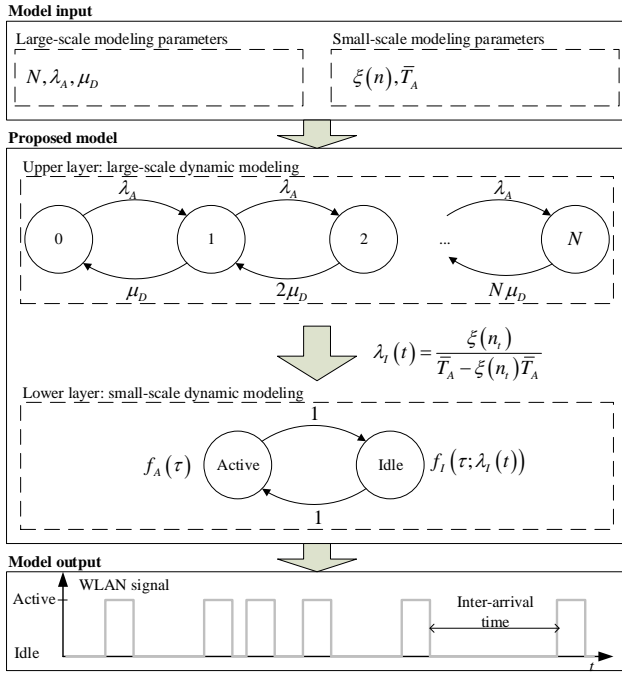 Model input
Large-scale modeling parameters
Small-scale modeling parameters
N, λ_A, μ_D
ξ(n), T̅_A
Proposed model
Upper layer: large-scale dynamic modeling
λ_A
λ_A
λ_A
0
1
2
...
N
μ_D
2μ_D
Nμ_D
λ_I(t) = ξ(n_t) / (T̅_A − ξ(n_t)T̅_A)
Lower layer: small-scale dynamic modeling
1
f_A(τ)
Active
Idle
f_I(τ;λ_I(t))
1
Model output
WLAN signal
Active
Inter-arrival
time
Idle
t